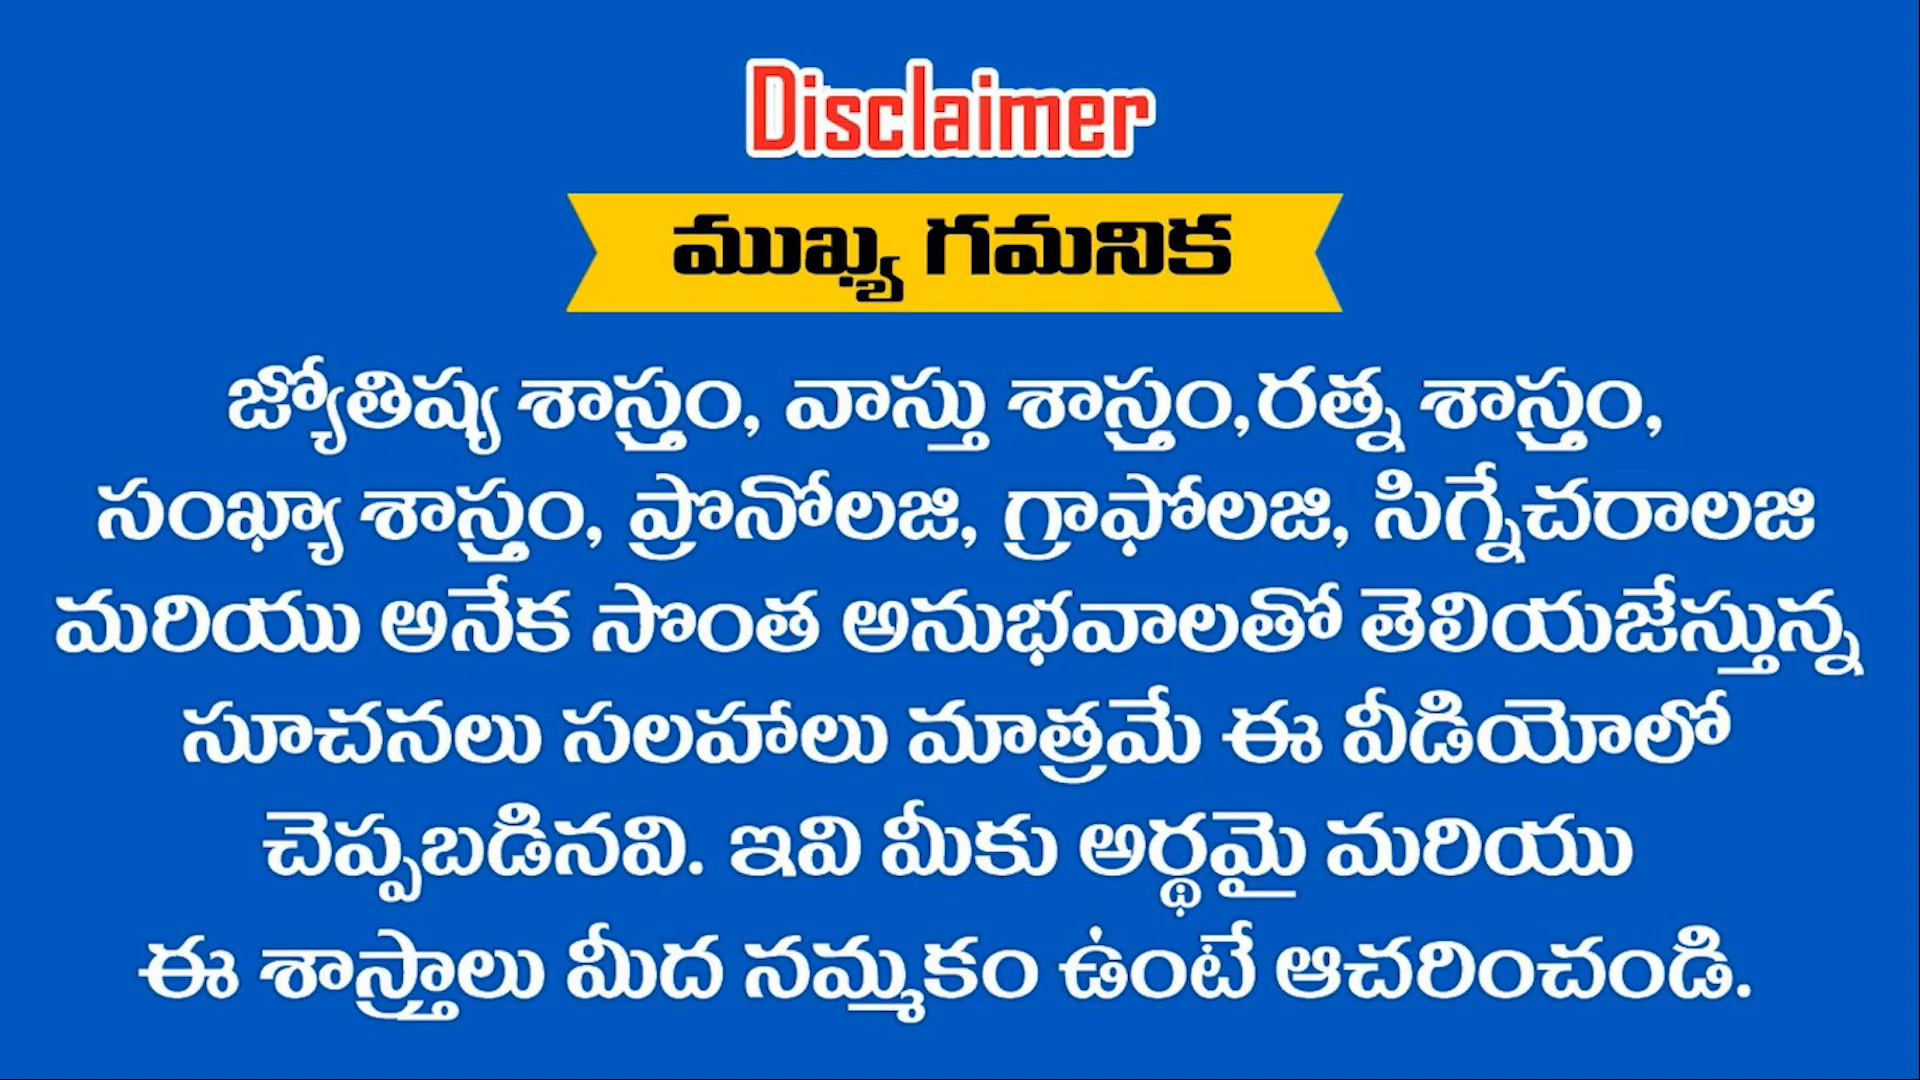 Disclaimer
ముఖ్య గమనిక
జ్యోతిష్య శాస్త్రం, వాస్తు శాస్త్రం,రత్న శాస్త్రం,
సంఖ్యా శాస్త్రం, ప్రొనోలజి, గ్రాఫోలజి, సిగ్నేచరాలజి
మరియు అనేక సొంత అనుభవాలతో తెలియజేస్తున్న
సూచనలు సలహాలు మాత్రమే ఈ వీడియోలో
చెప్పబడినవి. ఇవి మీకు అర్థమై మరియు
ఈ శాస్త్రాలు మీద నమ్మకం ఉంటే ఆచరించండి.